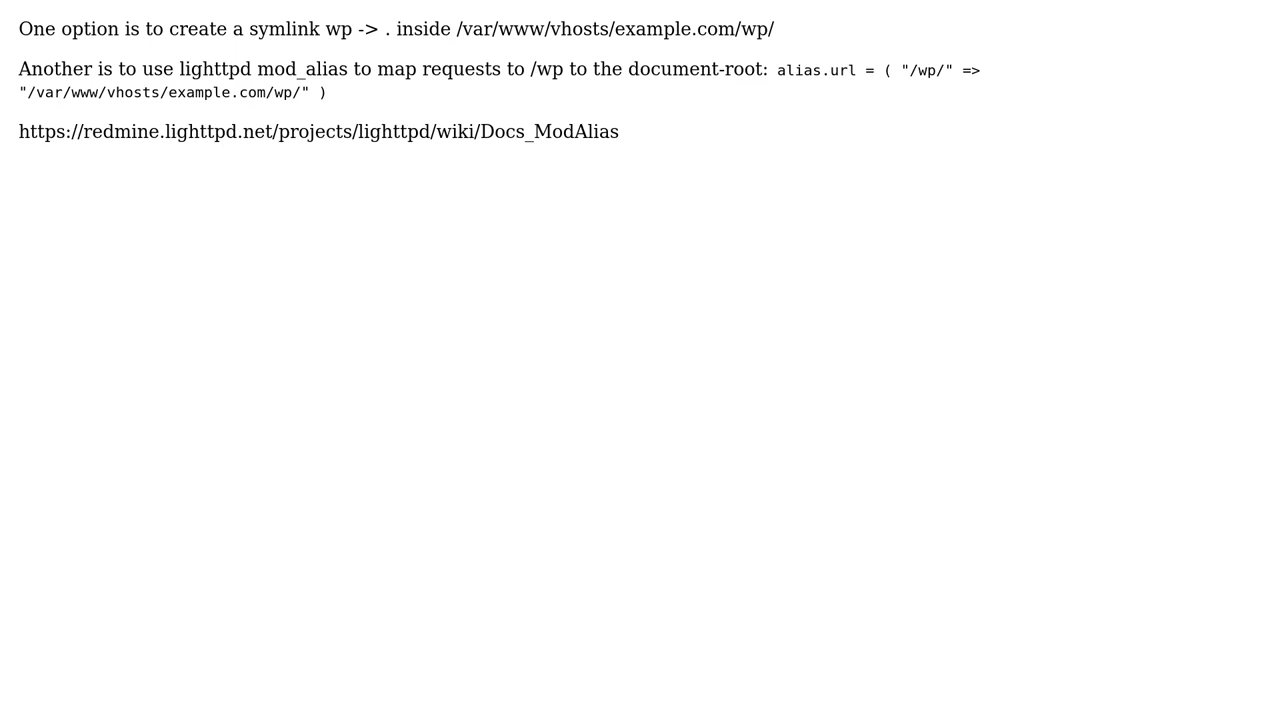 One option is to create a symlink wp -> . inside /var/www/vhosts/example.com/wp/
Another is to use lighttpd mod_alias to map requests to /wp to the document-root: alias.url = ( "/wp/" =>
"/var/www/vhosts/example.com/wp/" )
https://redmine.lighttpd.net/projects/lighttpd/wiki/Docs_ModAlias